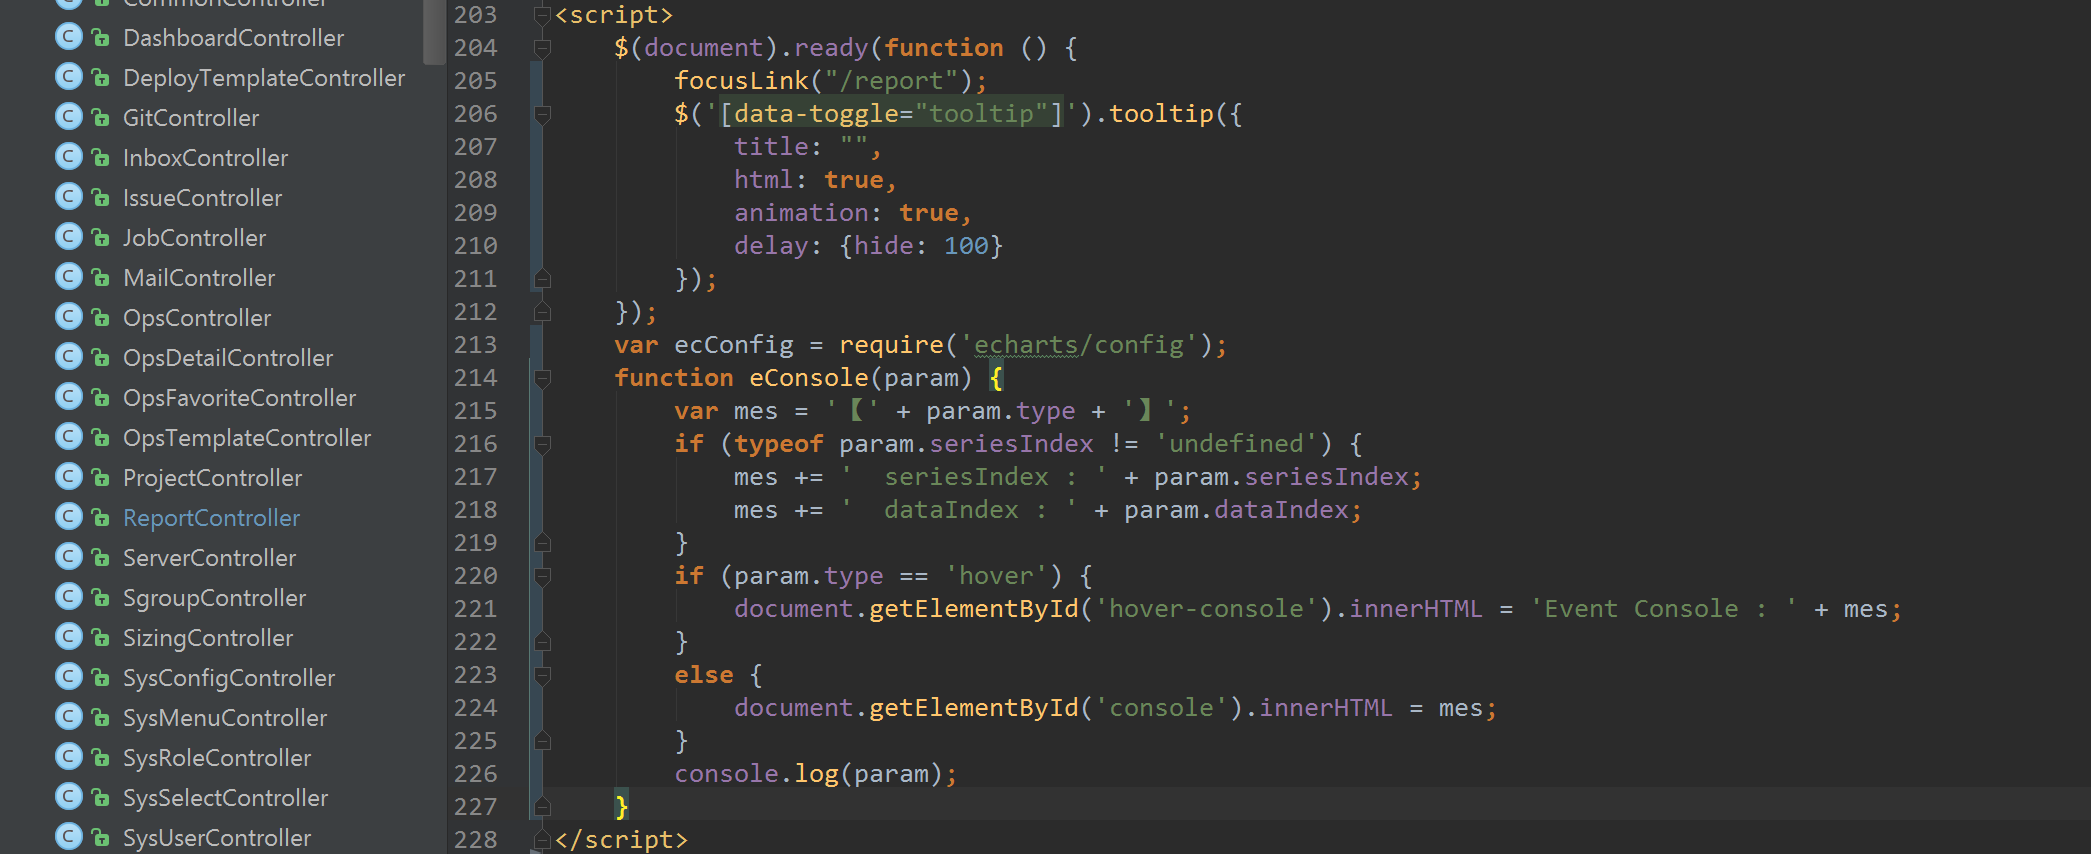 CommonController
DashboardController
DeployTemplateController
GitController
InboxController
IssueController
JobController
MailController
OpsController
OpsDetailController
OpsFavoriteController
OpsTemplateController
ProjectController
ReportController
ServerController
SgroupController
SizingController
SysConfigController
SysMenuController
SysRoleController
SysSelectController
SysUserController
203 <script>
204     $(document).ready(function () {
205         focusLink("/report");
206         $('[data-toggle="tooltip"]').tooltip({
207             title: "",
208             html: true,
209             animation: true,
210             delay: {hide: 100}
211         });
212     });
213     var ecConfig = require('echarts/config');
214     function eConsole(param) {
215         var mes = '【' + param.type + '】';
216         if (typeof param.seriesIndex != 'undefined') {
217             mes += '  seriesIndex : ' + param.seriesIndex;
218             mes += '  dataIndex : ' + param.dataIndex;
219         }
220         if (param.type == 'hover') {
221             document.getElementById('hover-console').innerHTML = 'Event Console : ' + mes;
222         }
223         else {
224             document.getElementById('console').innerHTML = mes;
225         }
226         console.log(param);
227     }
228 </script>